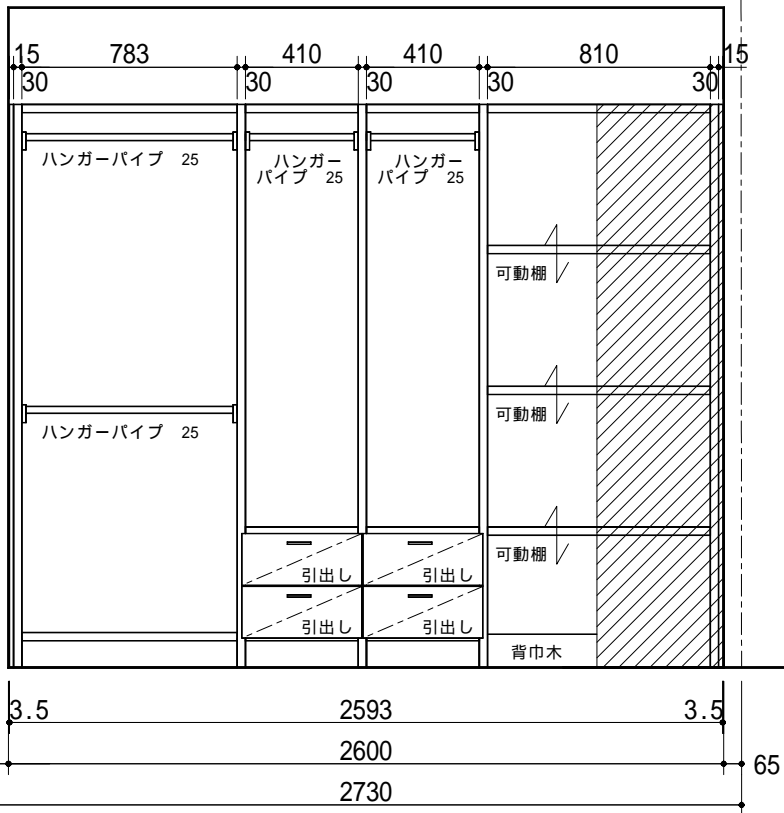 15 783 410 410 810 15
30 30 30 30 30
ハンガーパイプ 25
ハンガー
パイプ 25
ハンガー
パイプ 25
可動棚
可動棚
ハンガーパイプ 25
可動棚
引出し 引出し
引出し 引出し
背巾木
3.5 2593 3.5
2600
65
2730